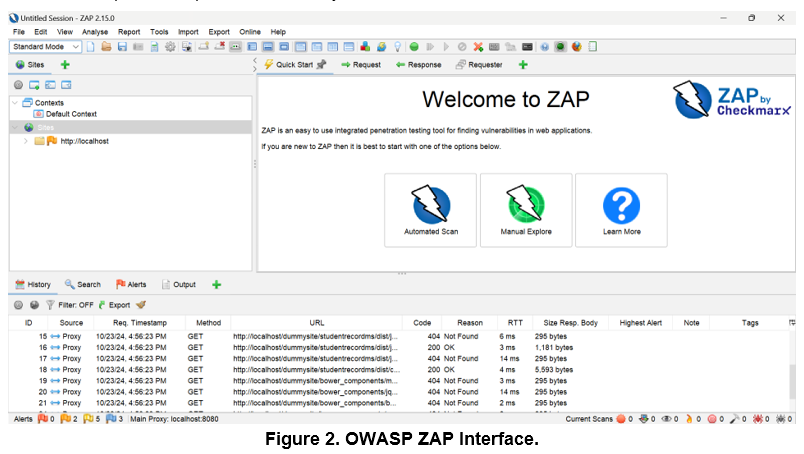 Untitled Session - ZAP 2.15.0
File Edit View Analyse Report Tools Import Export Online Help
Standard Mode
Sites
Quick Start Request Response Requester
Contexts
Default Context
Sites
http://localhost
Welcome to ZAP
ZAP by
Checkmarx
ZAP is an easy to use integrated penetration testing tool for finding vulnerabilities in web applications.
If you are new to ZAP then it is best to start with one of the options below.
Automated Scan Manual Explore Learn More
History Search Alerts Output
Filter: OFF Export
ID Source Req. Timestamp Method URL Code Reason RTT Size Resp. Body Highest Alert Note Tags
15 Proxy 10/23/24, 4:56:23 PM GET http://localhost/dummysite/studentrecordms/dist/j... 404 Not Found 6 ms 295 bytes
16 Proxy 10/23/24, 4:56:23 PM GET http://localhost/dummysite/studentrecordms/dist/j... 200 OK 3 ms 1,181 bytes
17 Proxy 10/23/24, 4:56:23 PM GET http://localhost/dummysite/studentrecordms/dist/j... 404 Not Found 14 ms 295 bytes
18 Proxy 10/23/24, 4:56:23 PM GET http://localhost/dummysite/studentrecordms/dist/c... 200 OK 4 ms 5,593 bytes
19 Proxy 10/23/24, 4:56:23 PM GET http://localhost/dummysite/bower_components/m... 404 Not Found 3 ms 295 bytes
20 Proxy 10/23/24, 4:56:23 PM GET http://localhost/dummysite/bower_components/jq... 404 Not Found 14 ms 295 bytes
21 Proxy 10/23/24, 4:56:23 PM GET http://localhost/dummysite/bower_components/b... 404 Not Found 2 ms 295 bytes
Alerts 0 2 5 3 Main Proxy: localhost:8080 Current Scans 0 0 0 0 0 0 0 0
Figure 2. OWASP ZAP Interface.